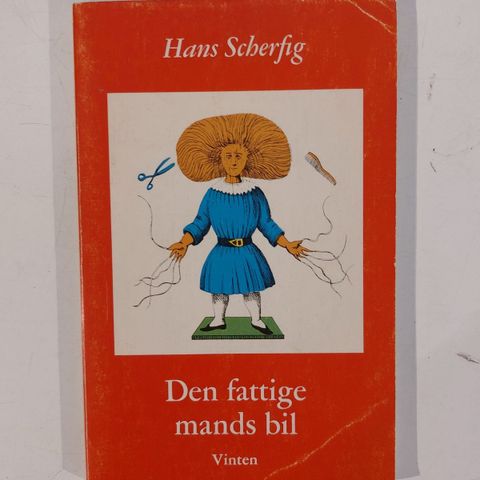 Hans Scherfig
Den fattige
mands bil
Vinten